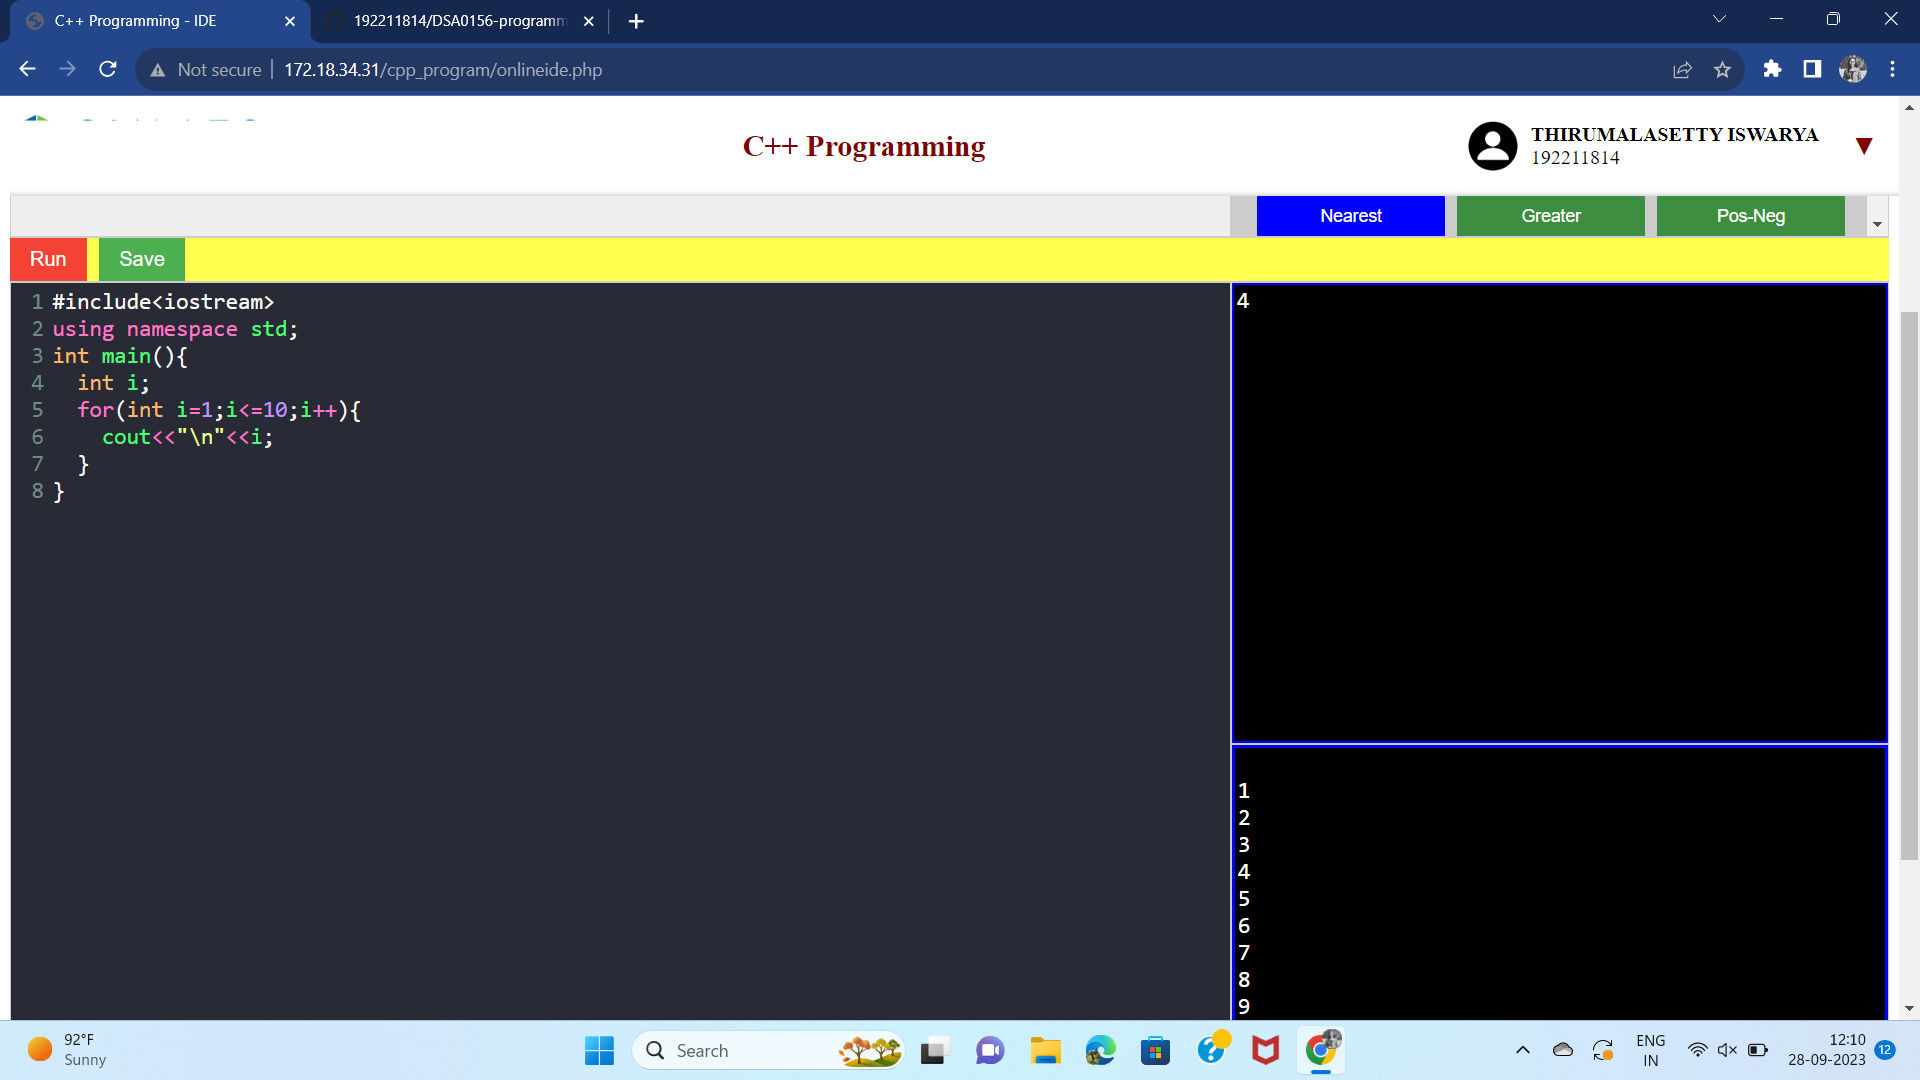 C++ Programming - IDE
192211814/DSA0156-programm
Not secure
172.18.34.31/cpp_program/onlineide.php
C++ Programming
THIRUMALASETTY ISWARYA
192211814
Nearest
Greater
Pos-Neg
Run
Save
1 #include<iostream>
2 using namespace std;
3 int main(){
4   int i;
5   for(int i=1;i<=10;i++){
6     cout<<"\n"<<i;
7   }
8 }
4
1
2
3
4
5
6
7
8
9
92°F
Sunny
Search
ENG
IN
12:10
28-09-2023
12